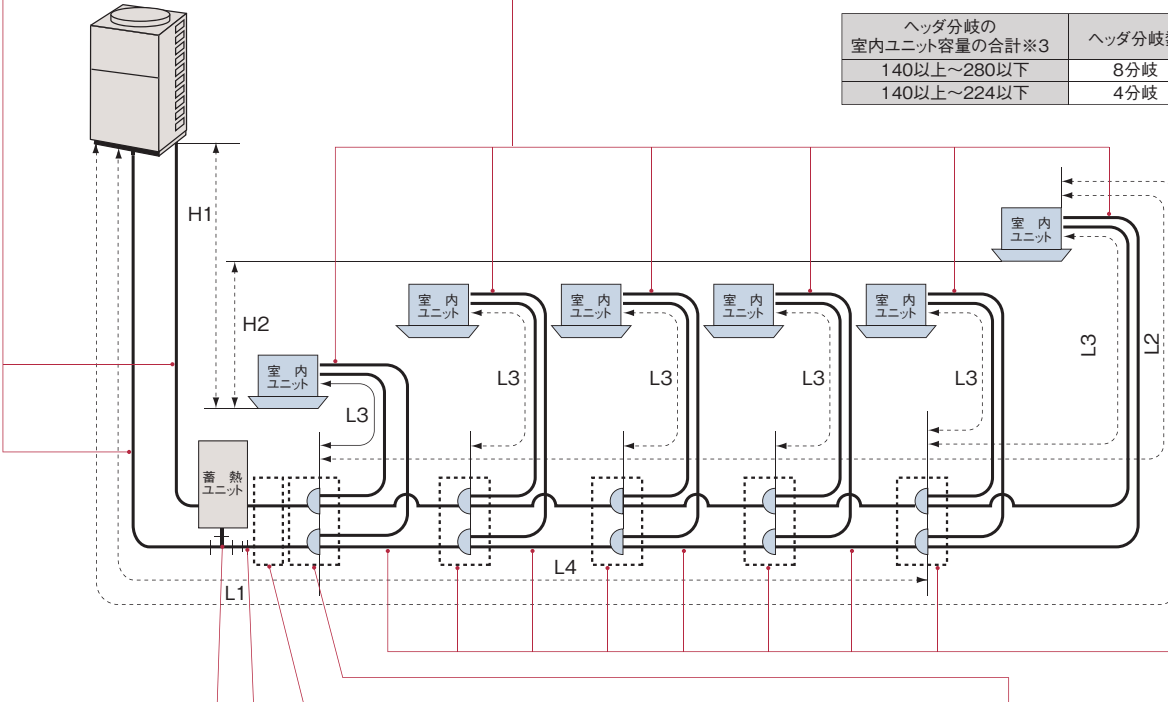 ヘッダ分岐の
室内ユニット容量の合計※3
ヘッダ分岐
140以上～280以下 8分岐
140以上～224以下 4分岐
H1
室 内
ユニット
室 内
ユニット
室 内
ユニット
室 内
ユニット
室 内
ユニット
H2
L3
L2
室 内
ユニット
L3
L3
L3
L3
L3
蓄 熱
ユニット
L4
L1